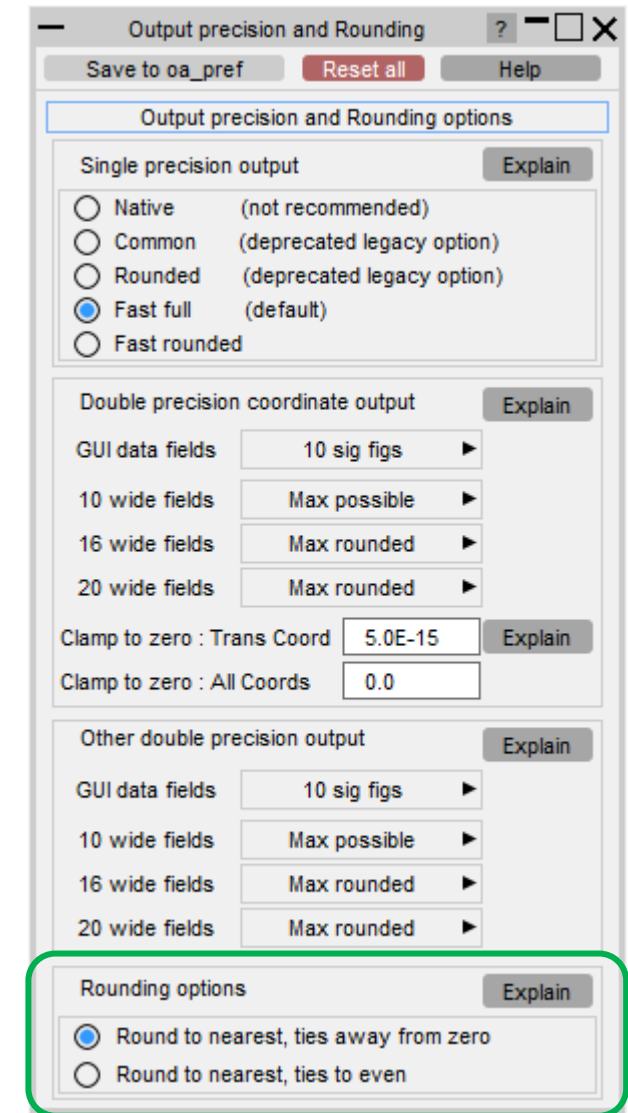 Output precision and Rounding ?
Save to oa_pref Reset all Help
Output precision and Rounding options
Single precision output Explain
Native (not recommended)
Common (deprecated legacy option)
Rounded (deprecated legacy option)
Fast full (default)
Fast rounded
Double precision coordinate output Explain
GUI data fields 10 sig figs
10 wide fields Max possible
16 wide fields Max rounded
20 wide fields Max rounded
Clamp to zero : Trans Coord 5.0E-15 Explain
Clamp to zero : All Coords 0.0
Other double precision output Explain
GUI data fields 10 sig figs
10 wide fields Max possible
16 wide fields Max rounded
20 wide fields Max rounded
Rounding options Explain
Round to nearest, ties away from zero
Round to nearest, ties to even